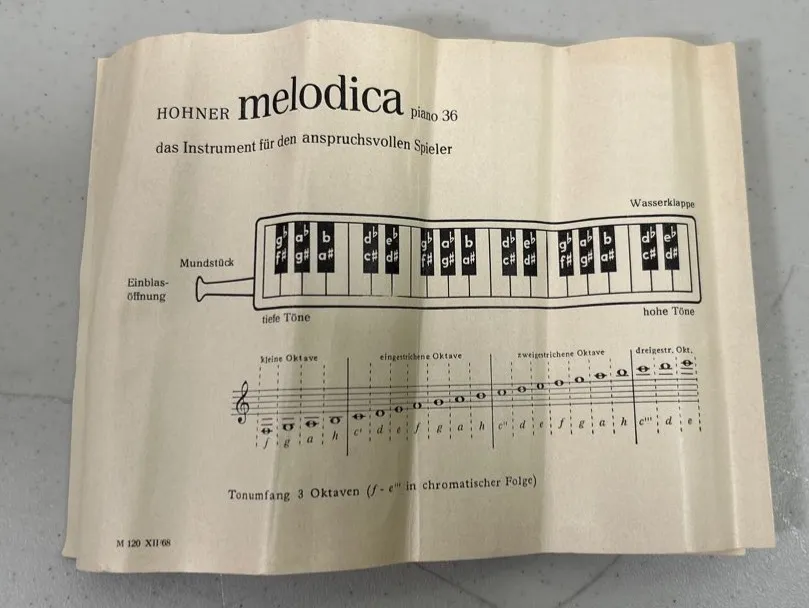 HOHNER melodica piano 36
das Instrument für den anspruchsvollen Spieler
Wasserklappe
g♭ a♭ b d♭ e♭ g♭ a♭ b d♭ e♭ g♭ a♭ b d♭ e♭
f# g# a# c# d# f# g# a# c# d# f# g# a# c# d#
Mundstück
Einblas-
öffnung
tiefe Töne hohe Töne
kleine Oktave eingestrichene Oktave zweigestrichene Oktave dreigestr. Okt.
f g a h c' d e f g a h c'' d e f g a h c''' d e
Tonumfang 3 Oktaven (f - e''' in chromatischer Folge)
M 120 XII/68